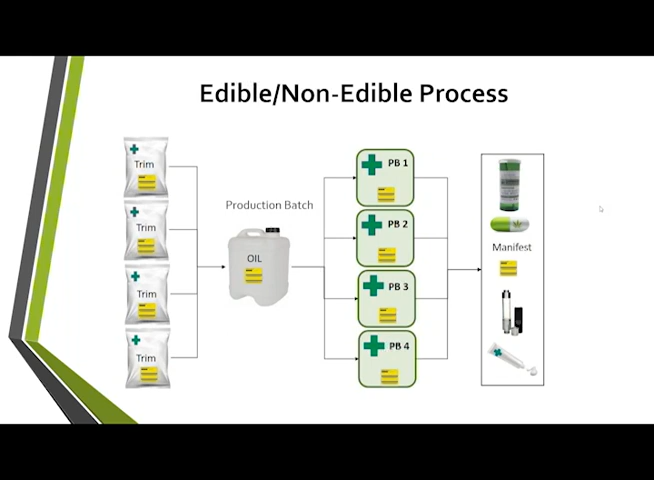 Edible/Non-Edible Process
Trim
Trim
Trim
Trim
Production Batch
OIL
PB 1
PB 2
PB 3
PB 4
Manifest